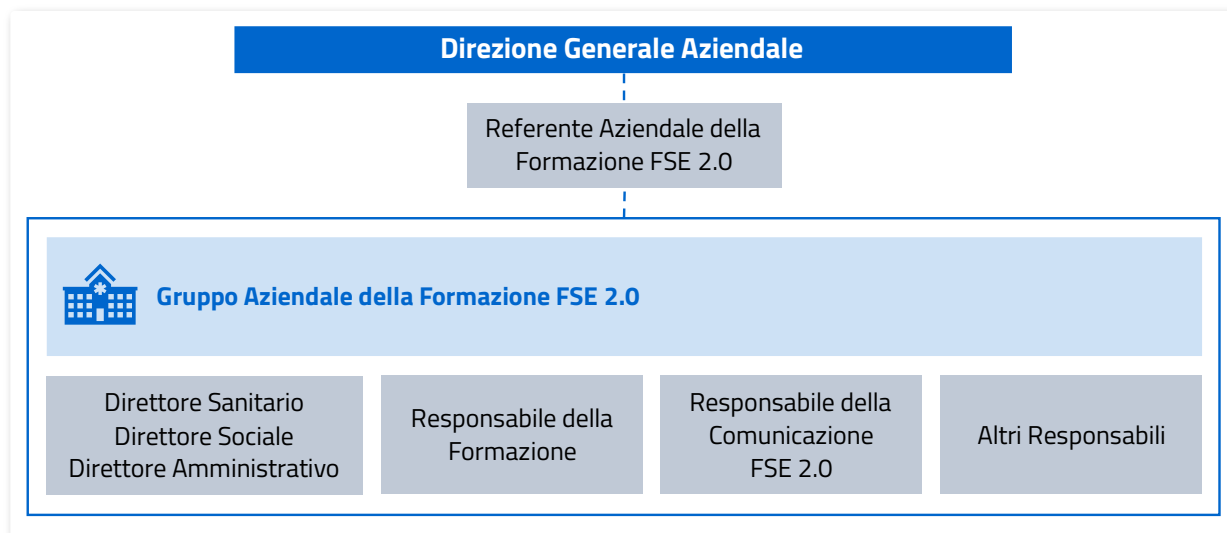 Direzione Generale Aziendale
Referente Aziendale della
Formazione FSE 2.0
Gruppo Aziendale della Formazione FSE 2.0
Direttore Sanitario
Direttore Sociale
Direttore Amministrativo
Responsabile della
Formazione
Responsabile della
Comunicazione
FSE 2.0
Altri Responsabili